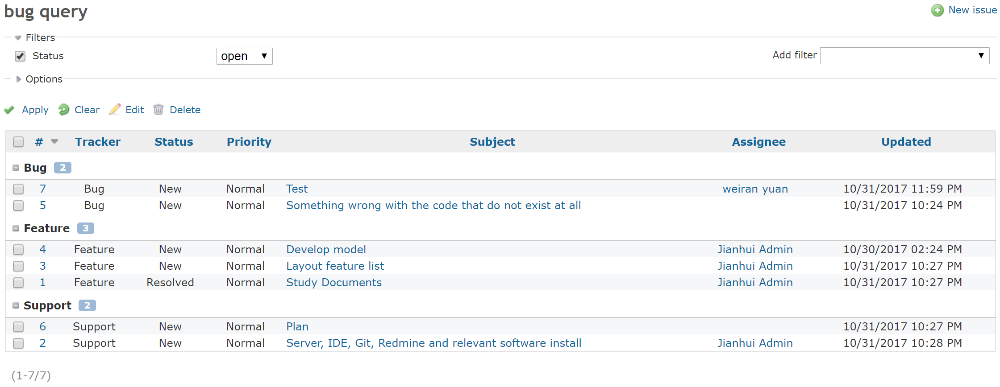 bug query
New issue
Filters
Status open Add filter
Options
Apply Clear Edit Delete
# Tracker Status Priority Subject Assignee Updated
Bug 2
7 Bug New Normal Test weiran yuan 10/31/2017 11:59 PM
5 Bug New Normal Something wrong with the code that do not exist at all 10/31/2017 10:24 PM
Feature 3
4 Feature New Normal Develop model Jianhui Admin 10/30/2017 02:24 PM
3 Feature New Normal Layout feature list Jianhui Admin 10/31/2017 10:27 PM
1 Feature Resolved Normal Study Documents Jianhui Admin 10/31/2017 10:27 PM
Support 2
6 Support New Normal Plan 10/31/2017 10:27 PM
2 Support New Normal Server, IDE, Git, Redmine and relevant software install Jianhui Admin 10/31/2017 10:28 PM
(1-7/7)